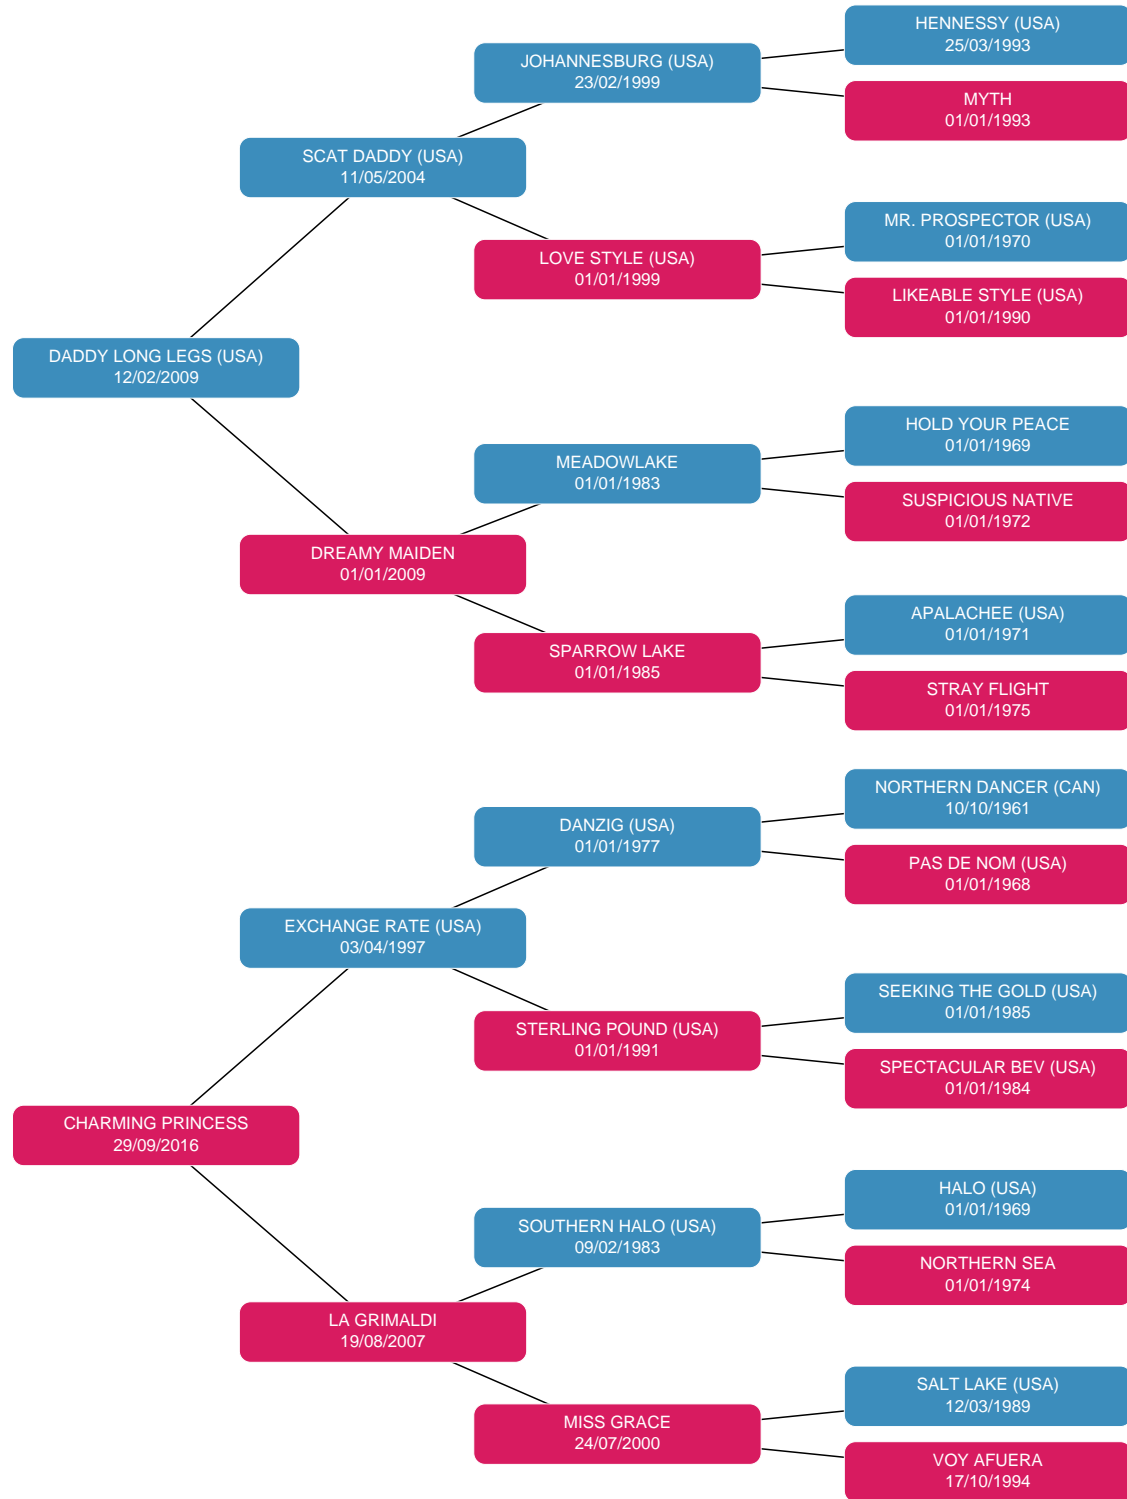 HENNESSY (USA)
25/03/1993
JOHANNESBURG (USA)
23/02/1999
MYTH
01/01/1993
SCAT DADDY (USA)
11/05/2004
MR. PROSPECTOR (USA)
01/01/1970
LOVE STYLE (USA)
01/01/1999
LIKEABLE STYLE (USA)
01/01/1990
DADDY LONG LEGS (USA)
12/02/2009
HOLD YOUR PEACE
01/01/1969
MEADOWLAKE
01/01/1983
SUSPICIOUS NATIVE
01/01/1972
DREAMY MAIDEN
01/01/2009
APALACHEE (USA)
01/01/1971
SPARROW LAKE
01/01/1985
STRAY FLIGHT
01/01/1975
NORTHERN DANCER (CAN)
10/10/1961
DANZIG (USA)
01/01/1977
PAS DE NOM (USA)
01/01/1968
EXCHANGE RATE (USA)
03/04/1997
SEEKING THE GOLD (USA)
01/01/1985
STERLING POUND (USA)
01/01/1991
SPECTACULAR BEV (USA)
01/01/1984
CHARMING PRINCESS
29/09/2016
HALO (USA)
01/01/1969
SOUTHERN HALO (USA)
09/02/1983
NORTHERN SEA
01/01/1974
LA GRIMALDI
19/08/2007
SALT LAKE (USA)
12/03/1989
MISS GRACE
24/07/2000
VOY AFUERA
17/10/1994